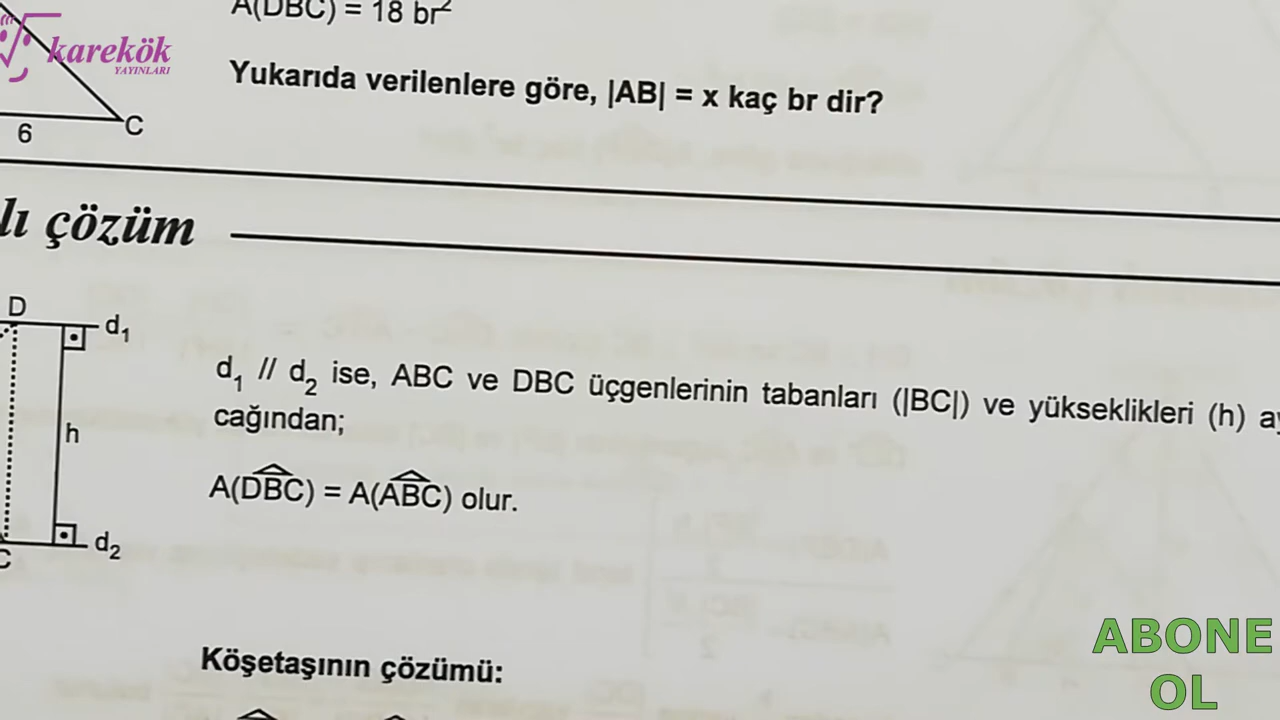 A(DBC) = 18 br²
karekök
YAYINLARI
Yukarıda verilenlere göre, |AB| = x kaç br dir?
C
6
lı çözüm
D
d₁
d₁ // d₂ ise, ABC ve DBC üçgenlerinin tabanları (|BC|) ve yükseklikleri (h)
h
cağından;
A(DBC) = A(ABC) olur.
d₂
C
Köşetaşının çözümü:
ABONE
OL